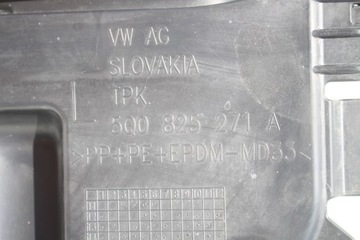 VW AG
SLOVAKIA
TPK.
5Q0 825 271 A
>PP+PE+EPDM-MD33<